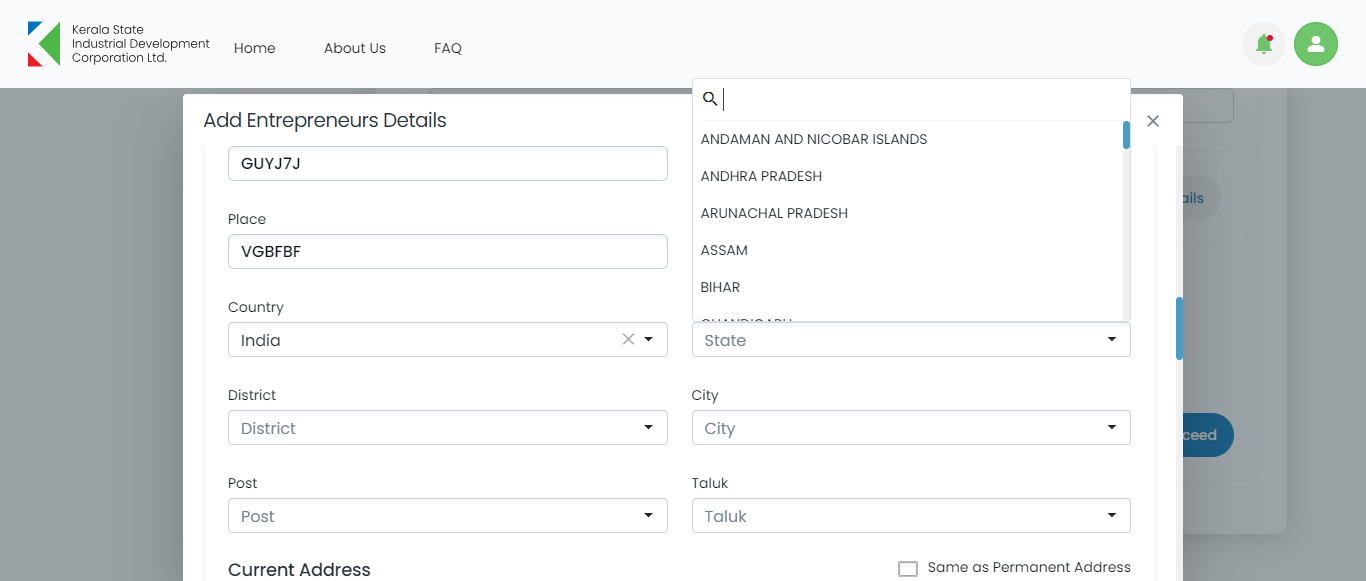 Kerala State
Industrial Development
Corporation Ltd.
Home
About Us
FAQ
Add Entrepreneurs Details
GUYJ7J
ANDAMAN AND NICOBAR ISLANDS
ANDHRA PRADESH
ARUNACHAL PRADESH
ASSAM
BIHAR
CHANDIGARH
Place
VGBFBF
Country
India
State
District
District
City
City
Post
Post
Taluk
Taluk
Current Address
Same as Permanent Address
ails
ceed